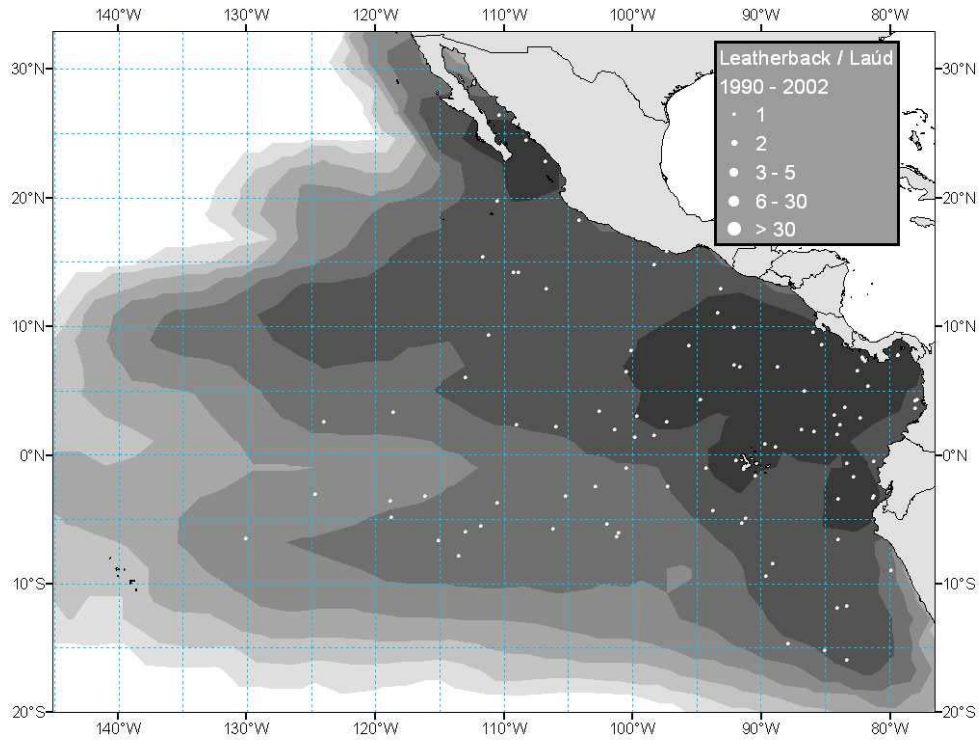 140°W 130°W 120°W 110°W 100°W 90°W 80°W
30°N 30°N
Leatherback / Laúd
1990 - 2002
1
2
3 - 5
6 - 30
> 30
20°N 20°N
10°N 10°N
0°N 0°N
10°S 10°S
20°S 20°S
140°W 130°W 120°W 110°W 100°W 90°W 80°W